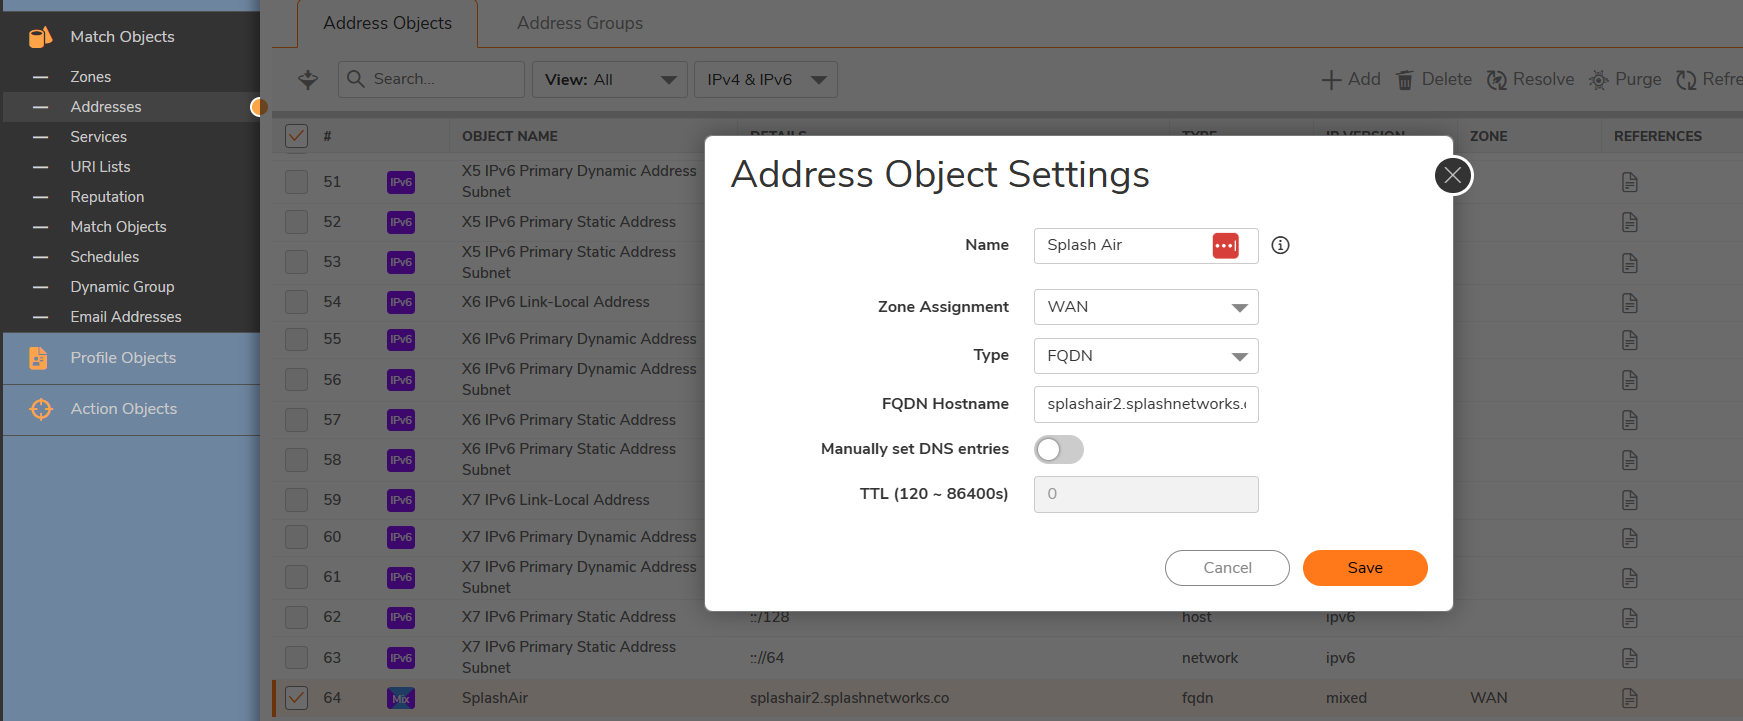 Match Objects
Zones
Addresses
Services
URI Lists
Reputation
Match Objects
Schedules
Dynamic Group
Email Addresses
Profile Objects
Action Objects
Address Objects
Address Groups
Search...
View: All
IPv4 & IPv6
Add
Delete
Resolve
Purge
Refre
# OBJECT NAME DETAILS TYPE IP VERSION ZONE REFERENCES
51 IPv6 X5 IPv6 Primary Dynamic Address
Subnet
52 IPv6 X5 IPv6 Primary Static Address
53 IPv6 X5 IPv6 Primary Static Address
Subnet
54 IPv6 X6 IPv6 Link-Local Address
55 IPv6 X6 IPv6 Primary Dynamic Address
56 IPv6 X6 IPv6 Primary Dynamic Address
Subnet
57 IPv6 X6 IPv6 Primary Static Address
58 IPv6 X6 IPv6 Primary Static Address
Subnet
59 IPv6 X7 IPv6 Link-Local Address
60 IPv6 X7 IPv6 Primary Dynamic Address
61 IPv6 X7 IPv6 Primary Dynamic Address
Subnet
62 IPv6 X7 IPv6 Primary Static Address ::/128 host ipv6
63 IPv6 X7 IPv6 Primary Static Address
Subnet
:://64 network ipv6
64 Mix SplashAir splashair2.splashnetworks.co fqdn mixed WAN
Address Object Settings
Name Splash Air
Zone Assignment WAN
Type FQDN
FQDN Hostname splashair2.splashnetworks.
Manually set DNS entries
TTL (120 ~ 86400s) 0
Cancel
Save